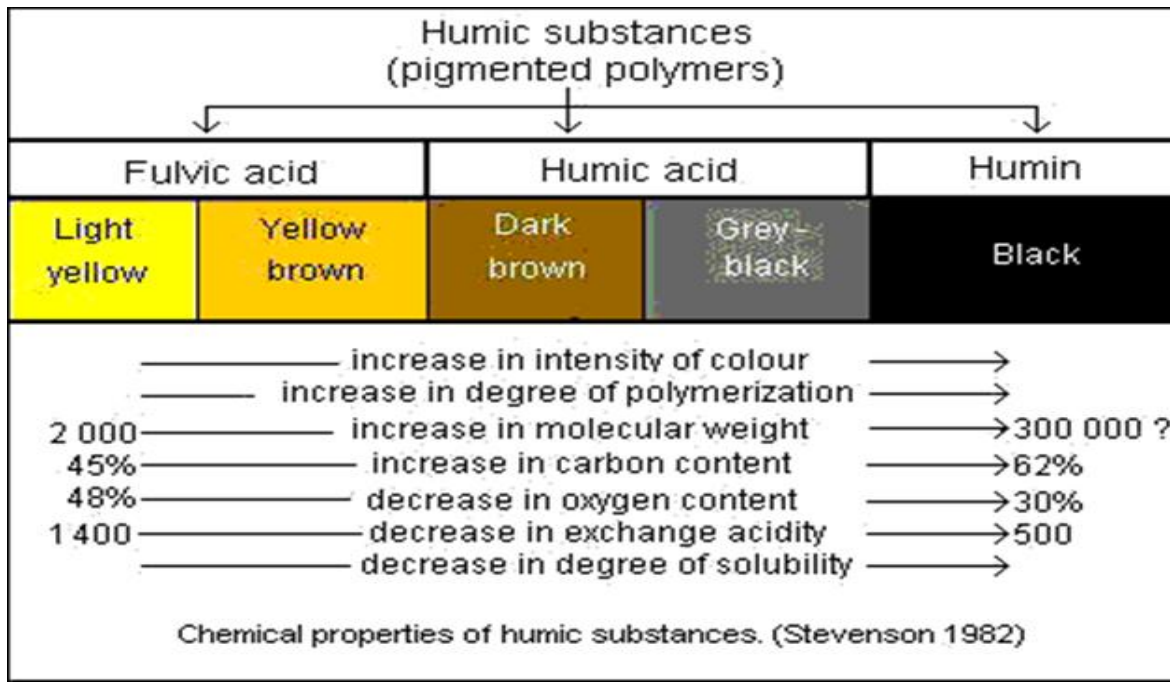 Humic substances
(pigmented polymers)
Fulvic acid Humic acid Humin
Light yellow Yellow brown Dark brown Grey-black Black
increase in intensity of colour
increase in degree of polymerization
2 000 increase in molecular weight 300 000 ?
45% increase in carbon content 62%
48% decrease in oxygen content 30%
1 400 decrease in exchange acidity 500
decrease in degree of solubility
Chemical properties of humic substances. (Stevenson 1982)